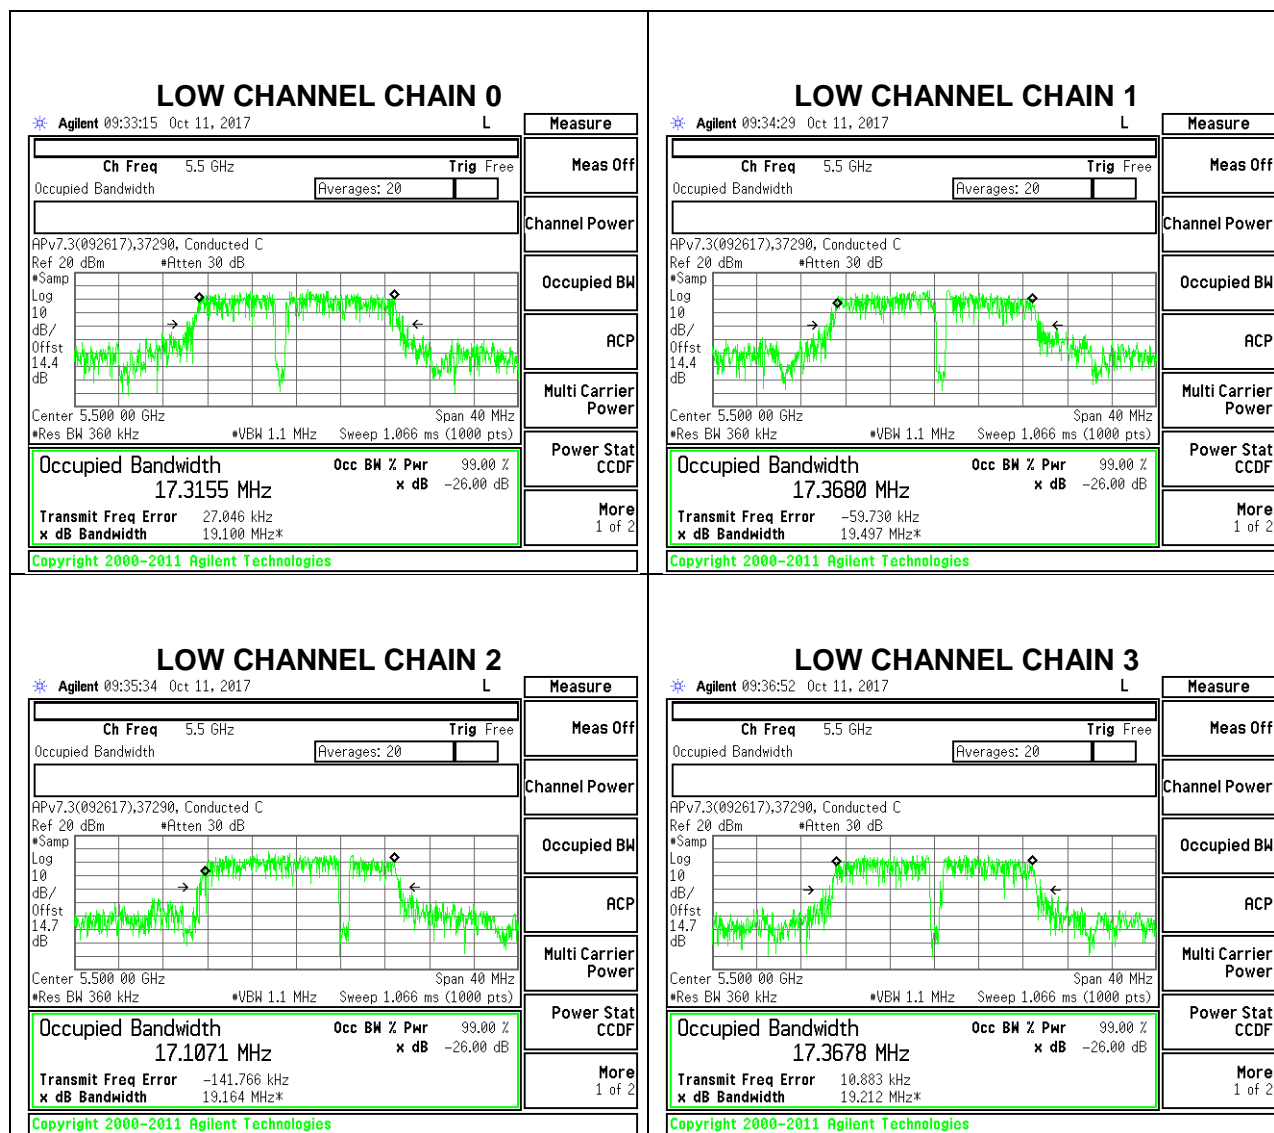 LOW CHANNEL CHAIN 0
Agilent 09:33:15 Oct 11, 2017 L Measure
Ch Freq 5.5 GHz Trig Free
Occupied Bandwidth Averages: 20
Meas Off
Channel Power
Occupied BW
ACP
Multi Carrier
Power
Power Stat
CCDF
More
1 of 2
APv7.3(092617),37290, Conducted C
Ref 20 dBm #Atten 30 dB
#Samp
Log
10
dB/
Offst
14.4
dB
Center 5.500 00 GHz Span 40 MHz
#Res BW 360 kHz #VBW 1.1 MHz Sweep 1.066 ms (1000 pts)
Occupied Bandwidth Occ BW % Pwr 99.00 %
17.3155 MHz x dB -26.00 dB
Transmit Freq Error 27.046 kHz
x dB Bandwidth 19.100 MHz*
Copyright 2000-2011 Agilent Technologies
LOW CHANNEL CHAIN 1
Agilent 09:34:29 Oct 11, 2017 L Measure
Ch Freq 5.5 GHz Trig Free
Occupied Bandwidth Averages: 20
Meas Off
Channel Power
Occupied BW
ACP
Multi Carrier
Power
Power Stat
CCDF
More
1 of 2
APv7.3(092617),37290, Conducted C
Ref 20 dBm #Atten 30 dB
#Samp
Log
10
dB/
Offst
14.4
dB
Center 5.500 00 GHz Span 40 MHz
#Res BW 360 kHz #VBW 1.1 MHz Sweep 1.066 ms (1000 pts)
Occupied Bandwidth Occ BW % Pwr 99.00 %
17.3680 MHz x dB -26.00 dB
Transmit Freq Error -59.730 kHz
x dB Bandwidth 19.497 MHz*
Copyright 2000-2011 Agilent Technologies
LOW CHANNEL CHAIN 2
Agilent 09:35:34 Oct 11, 2017 L Measure
Ch Freq 5.5 GHz Trig Free
Occupied Bandwidth Averages: 20
Meas Off
Channel Power
Occupied BW
ACP
Multi Carrier
Power
Power Stat
CCDF
More
1 of 2
APv7.3(092617),37290, Conducted C
Ref 20 dBm #Atten 30 dB
#Samp
Log
10
dB/
Offst
14.7
dB
Center 5.500 00 GHz Span 40 MHz
#Res BW 360 kHz #VBW 1.1 MHz Sweep 1.066 ms (1000 pts)
Occupied Bandwidth Occ BW % Pwr 99.00 %
17.1071 MHz x dB -26.00 dB
Transmit Freq Error -141.766 kHz
x dB Bandwidth 19.164 MHz*
Copyright 2000-2011 Agilent Technologies
LOW CHANNEL CHAIN 3
Agilent 09:36:52 Oct 11, 2017 L Measure
Ch Freq 5.5 GHz Trig Free
Occupied Bandwidth Averages: 20
Meas Off
Channel Power
Occupied BW
ACP
Multi Carrier
Power
Power Stat
CCDF
More
1 of 2
APv7.3(092617),37290, Conducted C
Ref 20 dBm #Atten 30 dB
#Samp
Log
10
dB/
Offst
14.7
dB
Center 5.500 00 GHz Span 40 MHz
#Res BW 360 kHz #VBW 1.1 MHz Sweep 1.066 ms (1000 pts)
Occupied Bandwidth Occ BW % Pwr 99.00 %
17.3678 MHz x dB -26.00 dB
Transmit Freq Error 10.883 kHz
x dB Bandwidth 19.212 MHz*
Copyright 2000-2011 Agilent Technologies